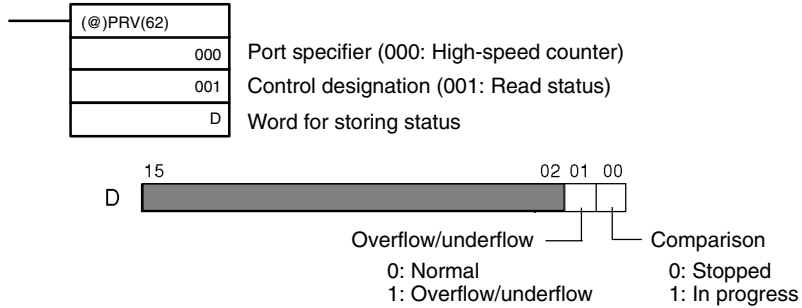 (@)PRV(62)
000 Port specifier (000: High-speed counter)
001 Control designation (001: Read status)
D Word for storing status
15 02 01 00
D
Overflow/underflow Comparison
0: Normal 0: Stopped
1: Overflow/underflow 1: In progress